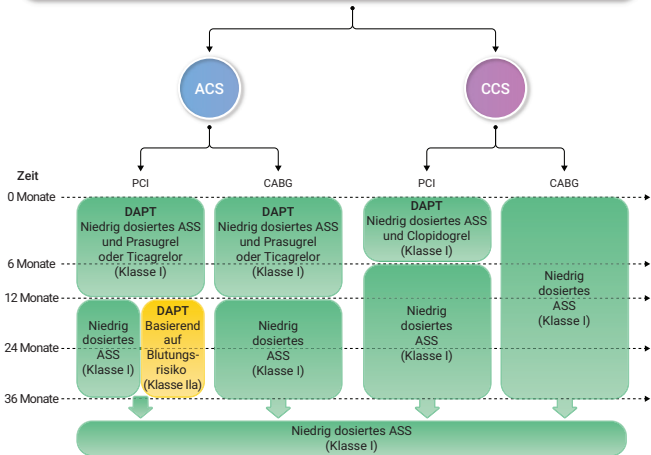 ACS
CCS
Zeit
PCI
CABG
PCI
CABG
0 Monate
DAPT
Niedrig dosiertes ASS
und Prasugrel
oder Ticagrelor
(Klasse I)
DAPT
Niedrig dosiertes ASS
und Prasugrel
oder Ticagrelor
(Klasse I)
DAPT
Niedrig dosiertes ASS
und Clopidogrel
(Klasse I)
Niedrig
dosiertes
ASS
(Klasse I)
6 Monate
12 Monate
Niedrig
dosiertes
ASS
(Klasse I)
DAPT
Basierend
auf
Blutungs-
risiko
(Klasse IIa)
Niedrig
dosiertes
ASS
(Klasse I)
Niedrig
dosiertes
ASS
(Klasse I)
24 Monate
36 Monate
Niedrig dosiertes ASS
(Klasse I)